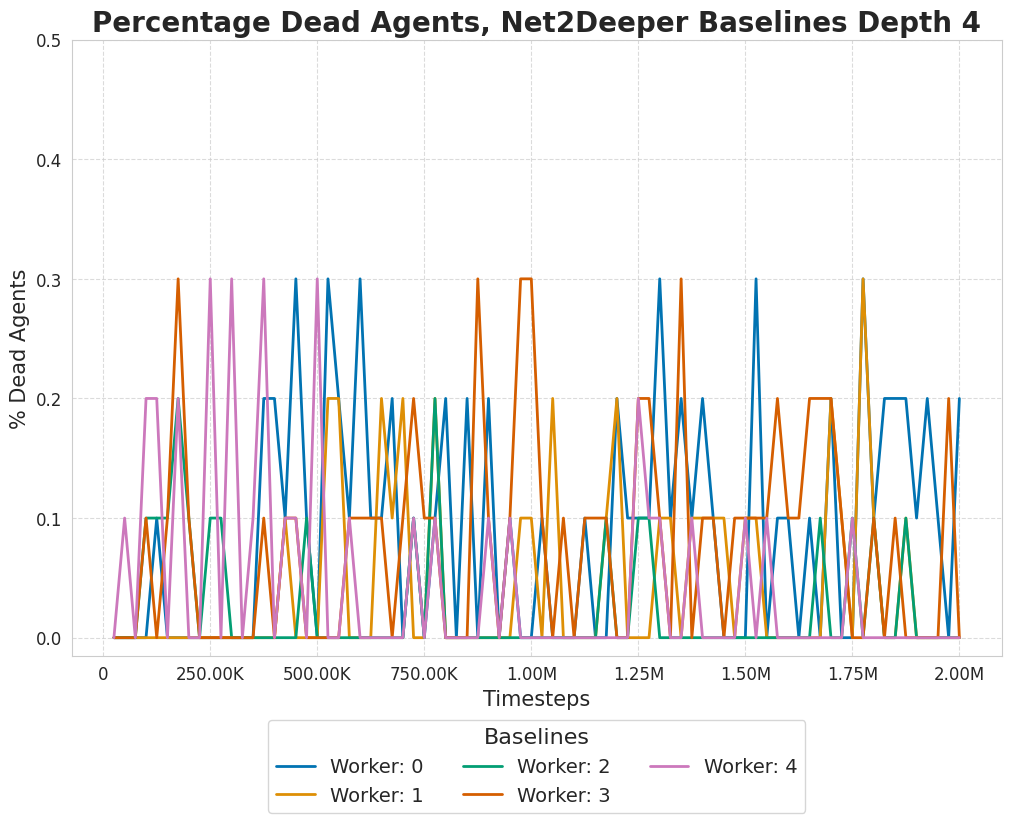 Percentage Dead Agents, Net2Deeper Baselines Depth 4
0.5
0.4
0.3
0.2
0.1
0.0
% Dead Agents
0 250.00K 500.00K 750.00K 1.00M 1.25M 1.50M 1.75M 2.00M
Timesteps
Baselines
Worker: 0 Worker: 2 Worker: 4
Worker: 1 Worker: 3